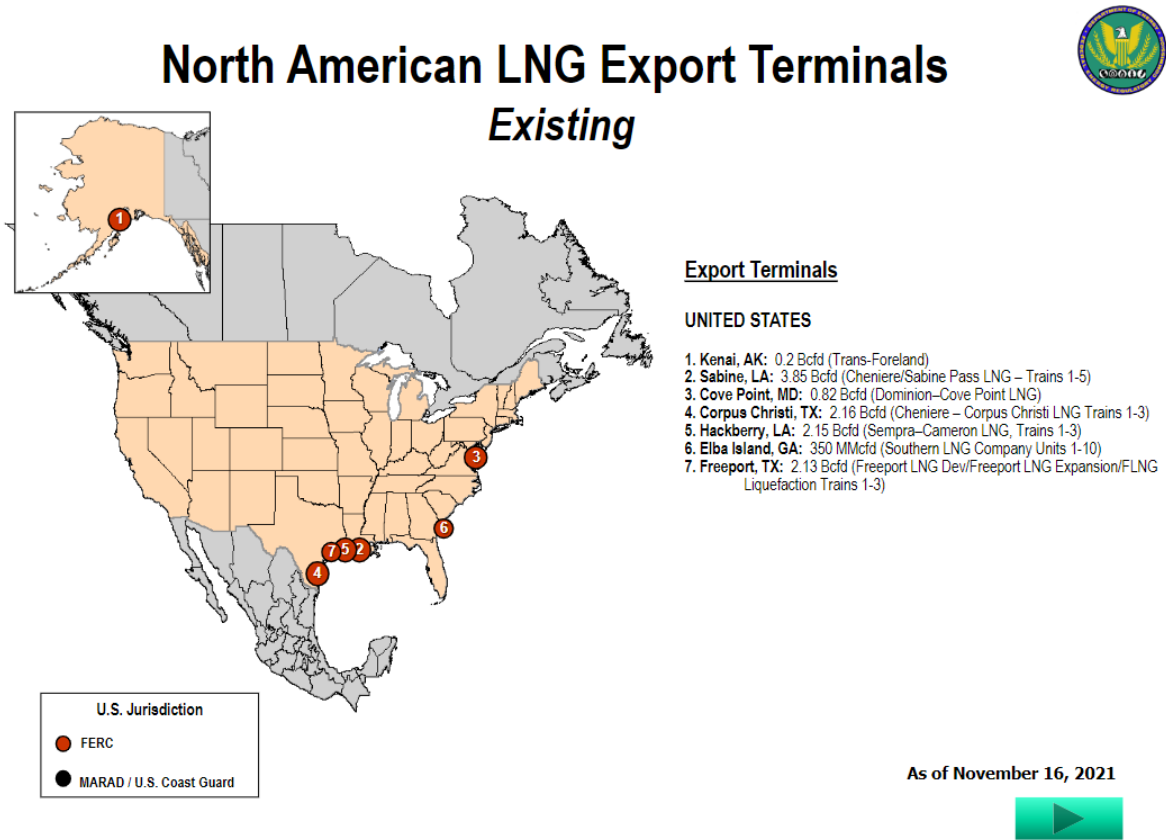 North American LNG Export Terminals
Existing
Export Terminals
UNITED STATES
1. Kenai, AK: 0.2 Bcfd (Trans-Foreland)
2. Sabine, LA: 3.85 Bcfd (Cheniere/Sabine Pass LNG – Trains 1-5)
3. Cove Point, MD: 0.82 Bcfd (Dominion–Cove Point LNG)
4. Corpus Christi, TX: 2.16 Bcfd (Cheniere – Corpus Christi LNG Trains 1-3)
5. Hackberry, LA: 2.15 Bcfd (Sempra–Cameron LNG, Trains 1-3)
6. Elba Island, GA: 350 MMcfd (Southern LNG Company Units 1-10)
7. Freeport, TX: 2.13 Bcfd (Freeport LNG Dev/Freeport LNG Expansion/FLNG
Liquefaction Trains 1-3)
1
3
6
7 5 2
4
U.S. Jurisdiction
FERC
MARAD / U.S. Coast Guard
As of November 16, 2021